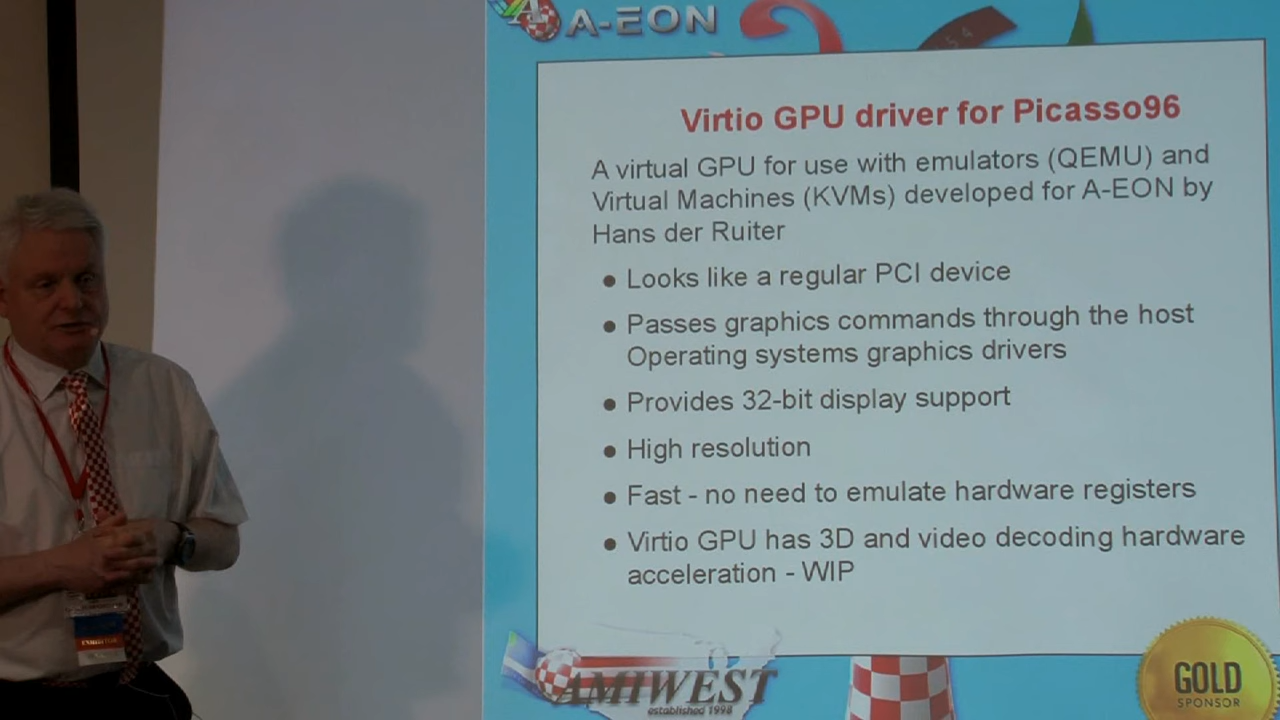 A-EON
54
Virtio GPU driver for Picasso96
A virtual GPU for use with emulators (QEMU) and
Virtual Machines (KVMs) developed for A-EON by
Hans der Ruiter
● Looks like a regular PCI device
● Passes graphics commands through the host
Operating systems graphics drivers
● Provides 32-bit display support
● High resolution
● Fast - no need to emulate hardware registers
● Virtio GPU has 3D and video decoding hardware
acceleration - WIP
AMIWEST
established 1998
GOLD
SPONSOR
EXHIBITOR